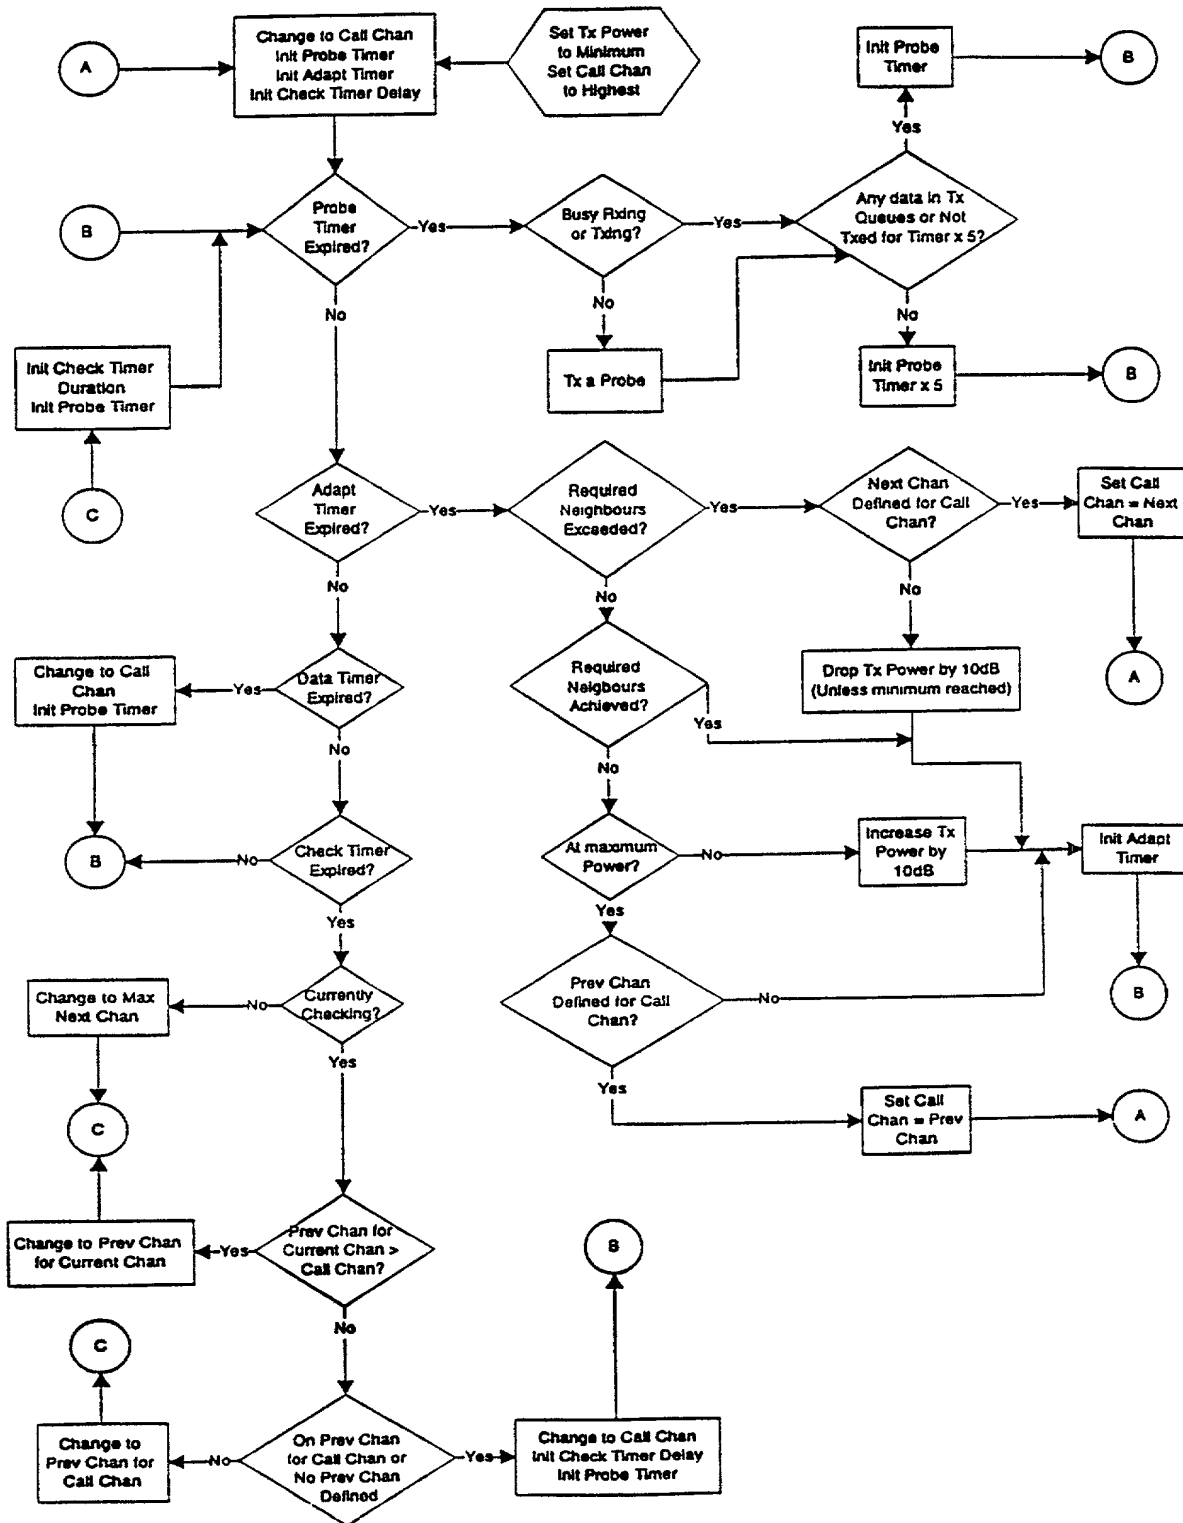 A
Change to Call Chan
Init Probe Timer
Init Adapt Timer
Init Check Timer Delay
Set Tx Power
to Minimum
Set Call Chan
to Highest
Init Probe
Timer
B
Yes
B
Probe
Timer
Expired?
Yes
Busy Rxing
or Txing?
Yes
Any data in Tx
Queues or Not
Txed for Timer x 5?
No
No
No
Init Check Timer
Duration
Init Probe Timer
Tx a Probe
Init Probe
Timer x 5
B
C
Adapt
Timer
Expired?
Yes
Required
Neighbours
Exceeded?
Yes
Next Chan
Defined for Call
Chan?
Yes
Set Call
Chan = Next
Chan
No
No
No
Change to Call
Chan
Init Probe Timer
Yes
Data Timer
Expired?
Required
Neigbours
Achieved?
Yes
Drop Tx Power by 10dB
(Unless minimum reached)
A
No
No
B
No
Check Timer
Expired?
At maximum
Power?
No
Increase Tx
Power by
10dB
Init Adapt
Timer
Yes
Yes
Change to Max
Next Chan
No
Currently
Checking?
Prev Chan
Defined for Call
Chan?
No
B
Yes
Yes
C
Set Call
Chan = Prev
Chan
A
Change to Prev Chan
for Current Chan
Yes
Prev Chan for
Current Chan >
Call Chan?
B
No
C
Change to
Prev Chan for
Call Chan
No
On Prev Chan
for Call Chan or
No Prev Chan
Defined
Yes
Change to Call Chan
Init Check Timer Delay
Init Probe Timer